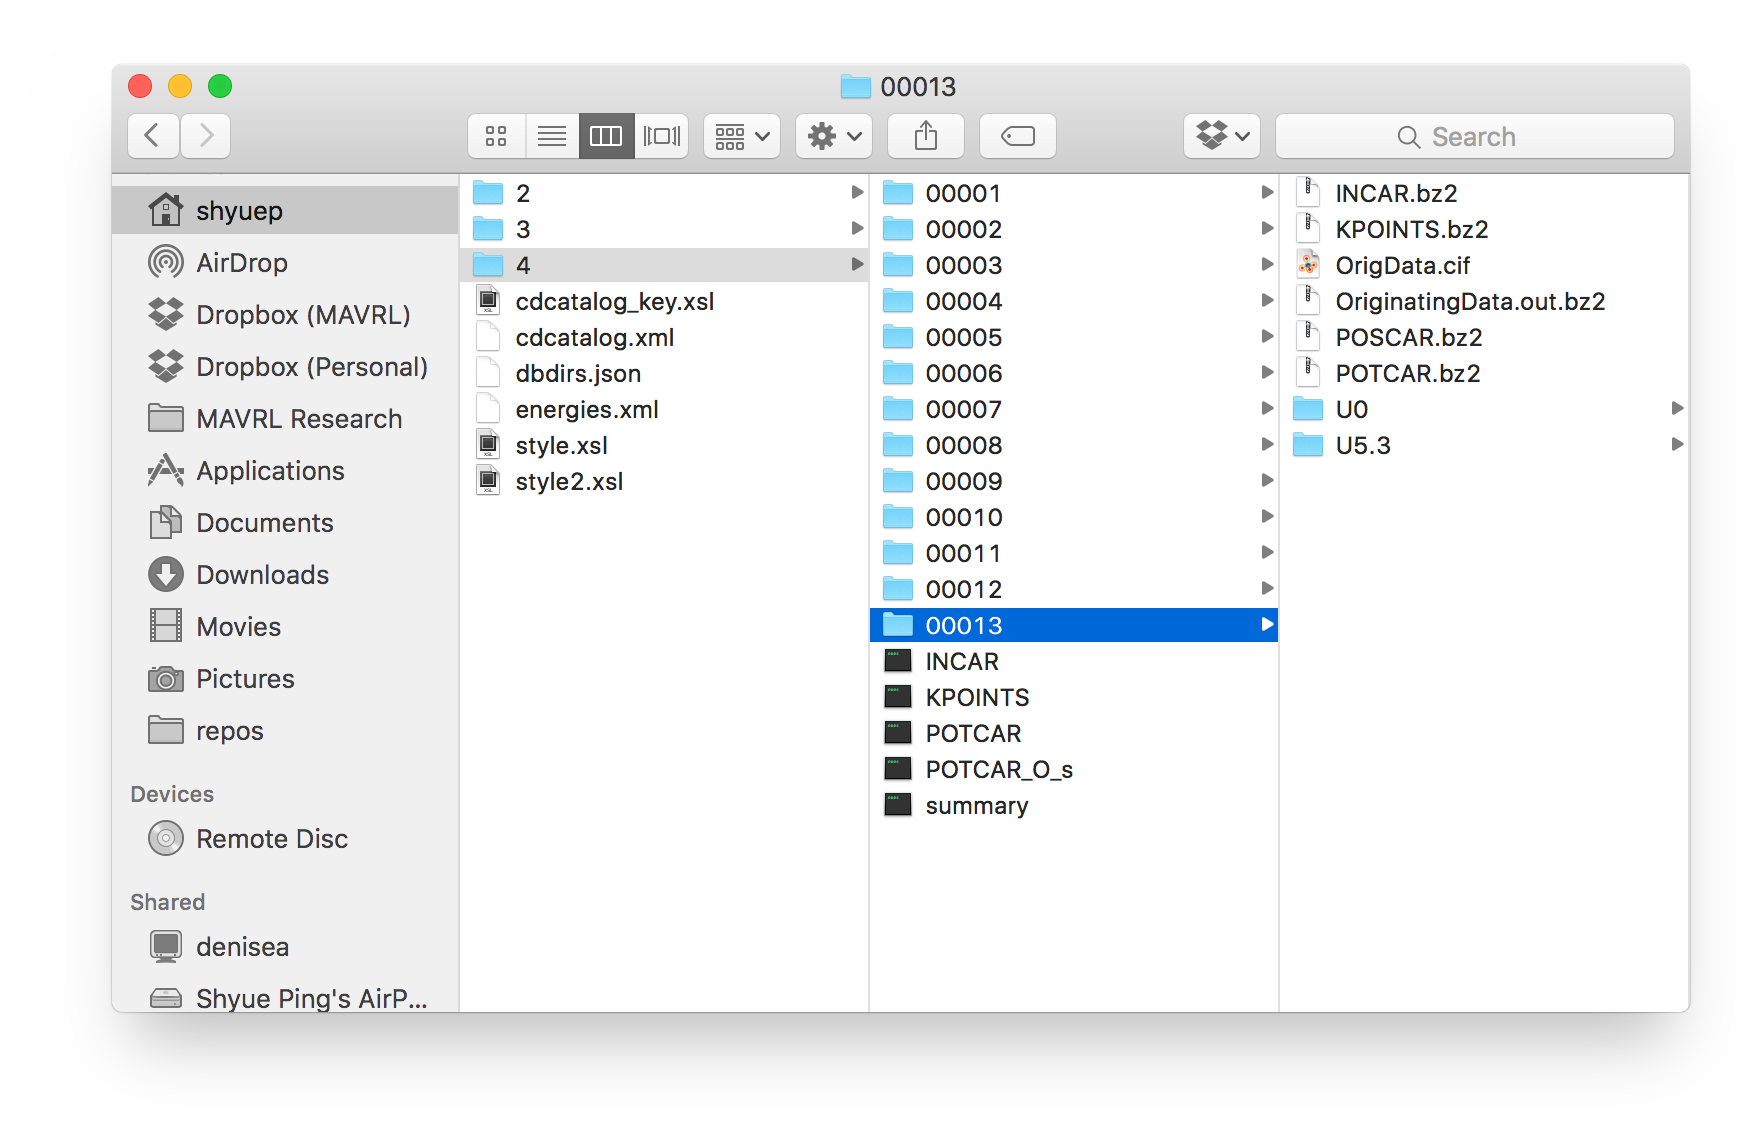 00013
Search
shyuep
AirDrop
Dropbox (MAVRL)
Dropbox (Personal)
MAVRL Research
Applications
Documents
Downloads
Movies
Pictures
repos
Devices
Remote Disc
Shared
denisea
Shyue Ping's AirP...
2
3
4
cdcatalog_key.xsl
cdcatalog.xml
dbdirs.json
energies.xml
style.xsl
style2.xsl
00001
00002
00003
00004
00005
00006
00007
00008
00009
00010
00011
00012
00013
INCAR
KPOINTS
POTCAR
POTCAR_O_s
summary
INCAR.bz2
KPOINTS.bz2
OrigData.cif
OriginatingData.out.bz2
POSCAR.bz2
POTCAR.bz2
U0
U5.3